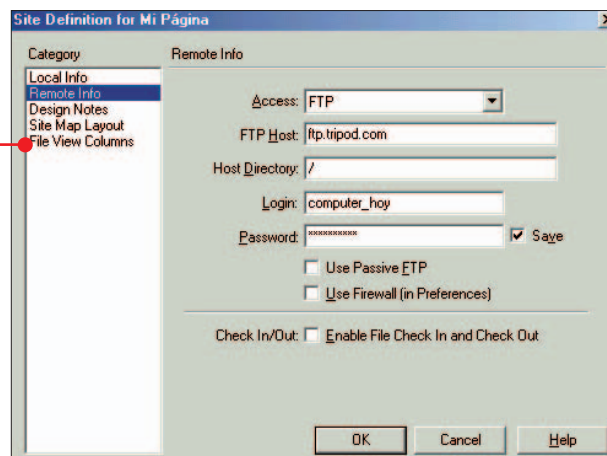 Site Definition for Mi Página
Category
Local Info
Remote Info
Design Notes
Site Map Layout
File View Columns
Remote Info
Access: FTP
FTP Host: ftp.tripod.com
Host Directory: /
Login: computer_hoy
Password: ********** Save
Use Passive FTP
Use Firewall (in Preferences)
Check In/Out: Enable File Check In and Check Out
OK Cancel Help